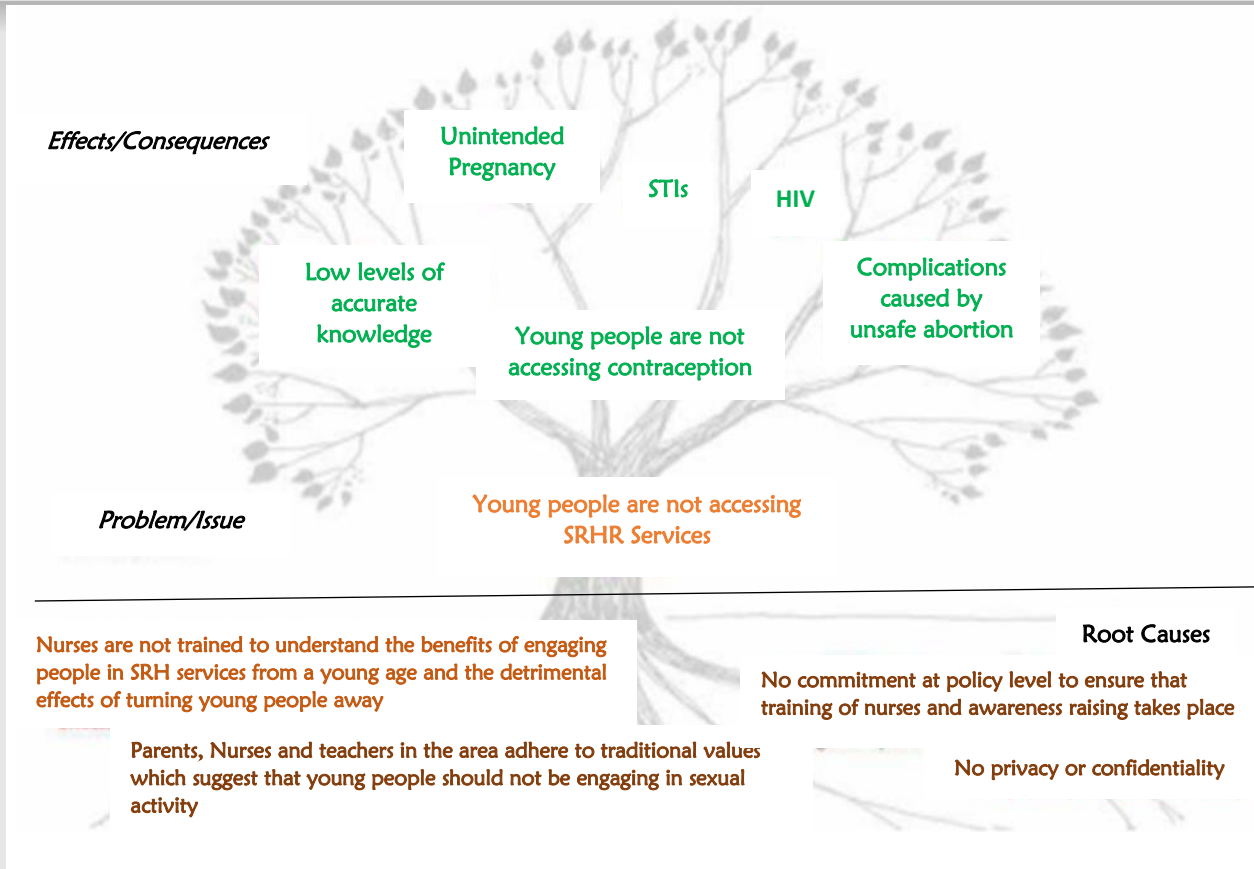 Effects/Consequences
Unintended
Pregnancy
STIs
HIV
Low levels of
accurate
knowledge
Young people are not
accessing contraception
Complications
caused by
unsafe abortion
Problem/Issue
Young people are not accessing
SRHR Services
Root Causes
Nurses are not trained to understand the benefits of engaging
people in SRH services from a young age and the detrimental
effects of turning young people away
No commitment at policy level to ensure that
training of nurses and awareness raising takes place
Parents, Nurses and teachers in the area adhere to traditional values
which suggest that young people should not be engaging in sexual
activity
No privacy or confidentiality